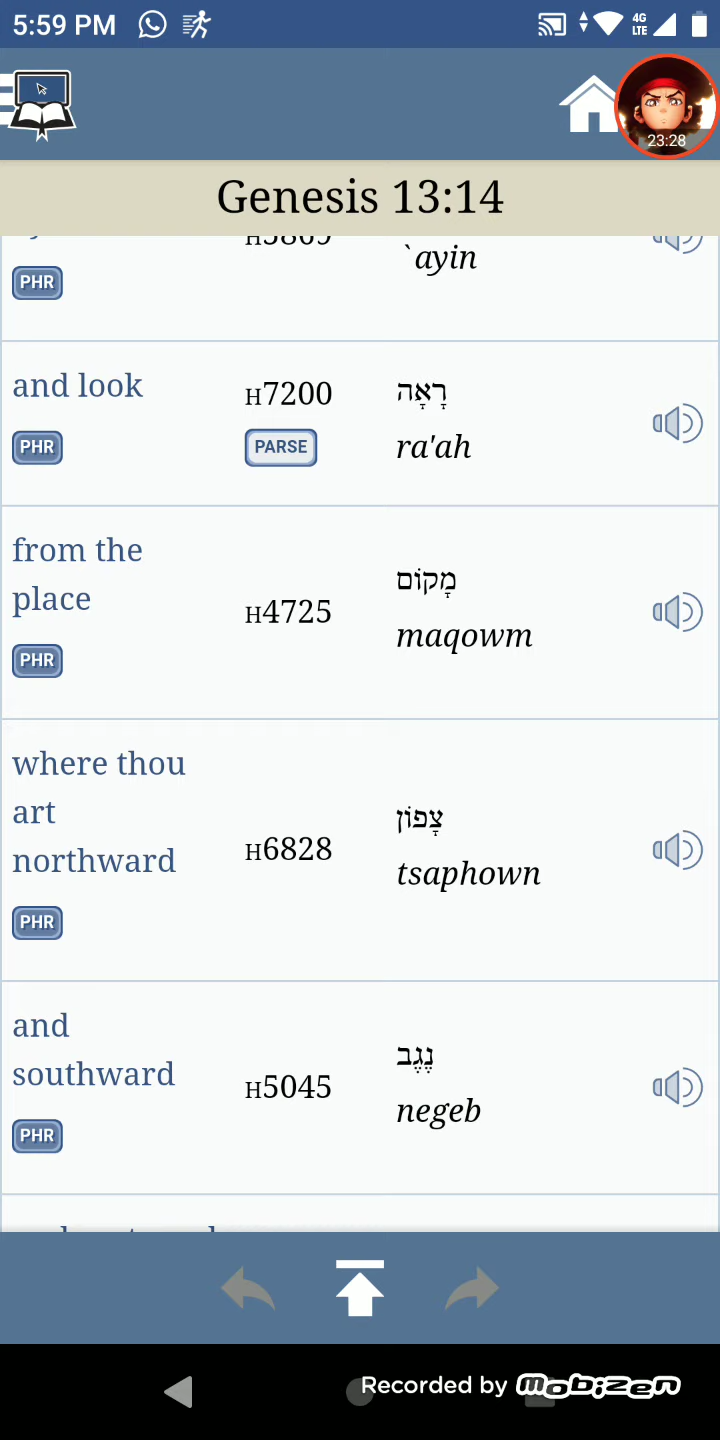 5:59 PM
4G
LTE
23:28
Genesis 13:14
`ayin
PHR
and look
H7200
רָאָה
PHR
PARSE
ra'ah
from the
place
H4725
מָקוֹם
maqowm
PHR
where thou
art
northward
H6828
צָפוֹן
tsaphown
PHR
and
southward
H5045
נֶגֶב
negeb
PHR
Recorded by mobizen